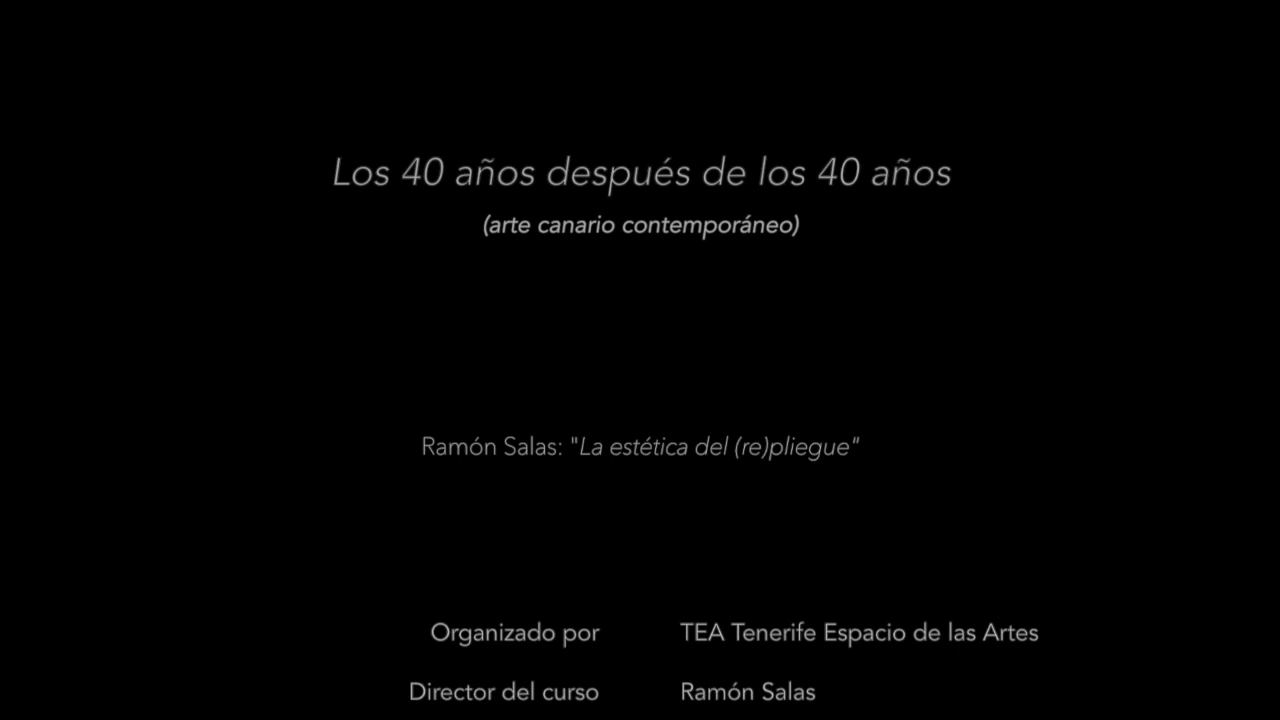 Los 40 años después de los 40 años
(arte canario contemporáneo)
Ramón Salas: "La estética del (re)pliegue"
Organizado por TEA Tenerife Espacio de las Artes
Director del curso Ramón Salas